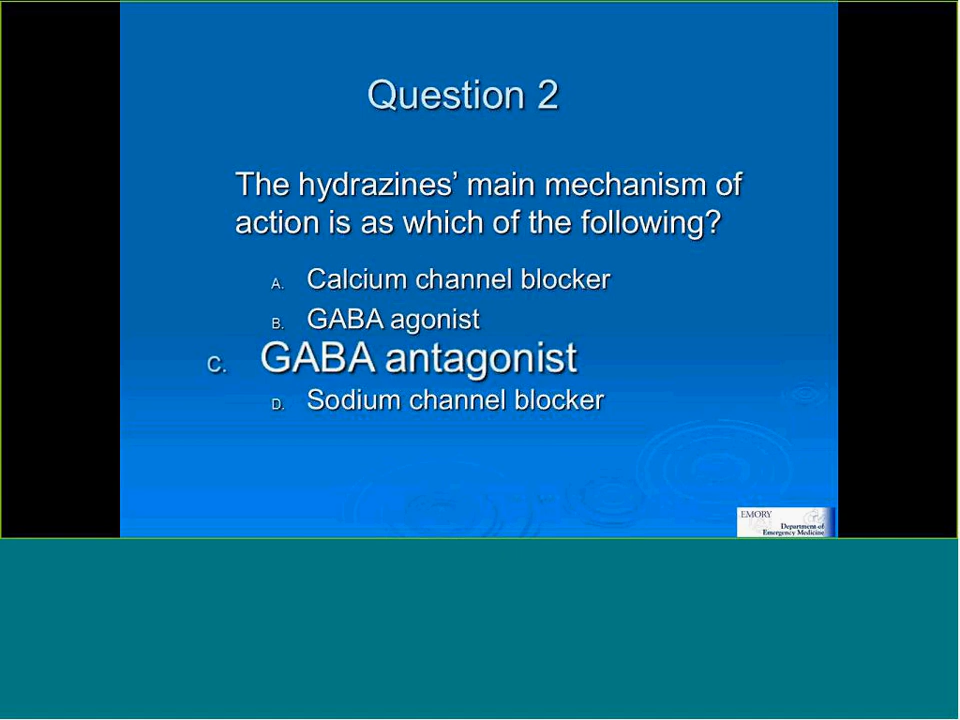 Question 2
The hydrazines’ main mechanism of
action is as which of the following?
A. Calcium channel blocker
B. GABA agonist
C. GABA antagonist
D. Sodium channel blocker
EMORY
Department of
Emergency Medicine